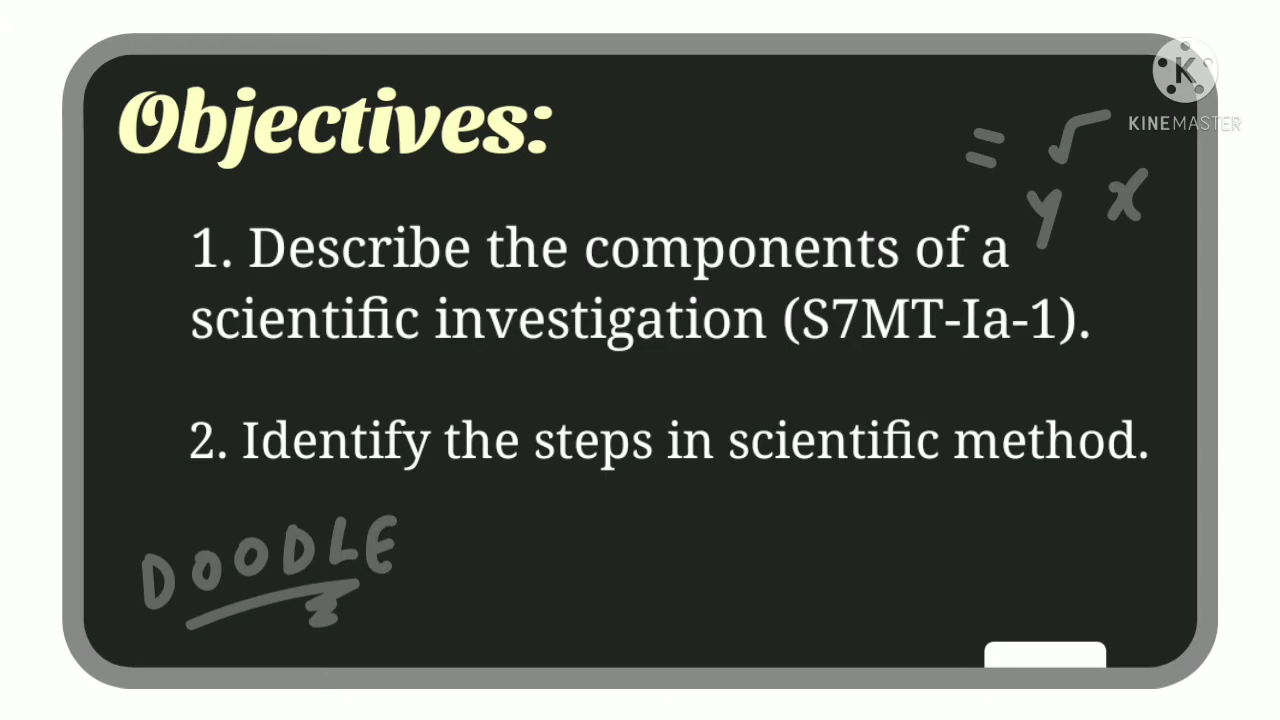 Objectives:
K
KINEMASTER
= √
y x
1. Describe the components of a
scientific investigation (S7MT-Ia-1).
2. Identify the steps in scientific method.
DOODLE